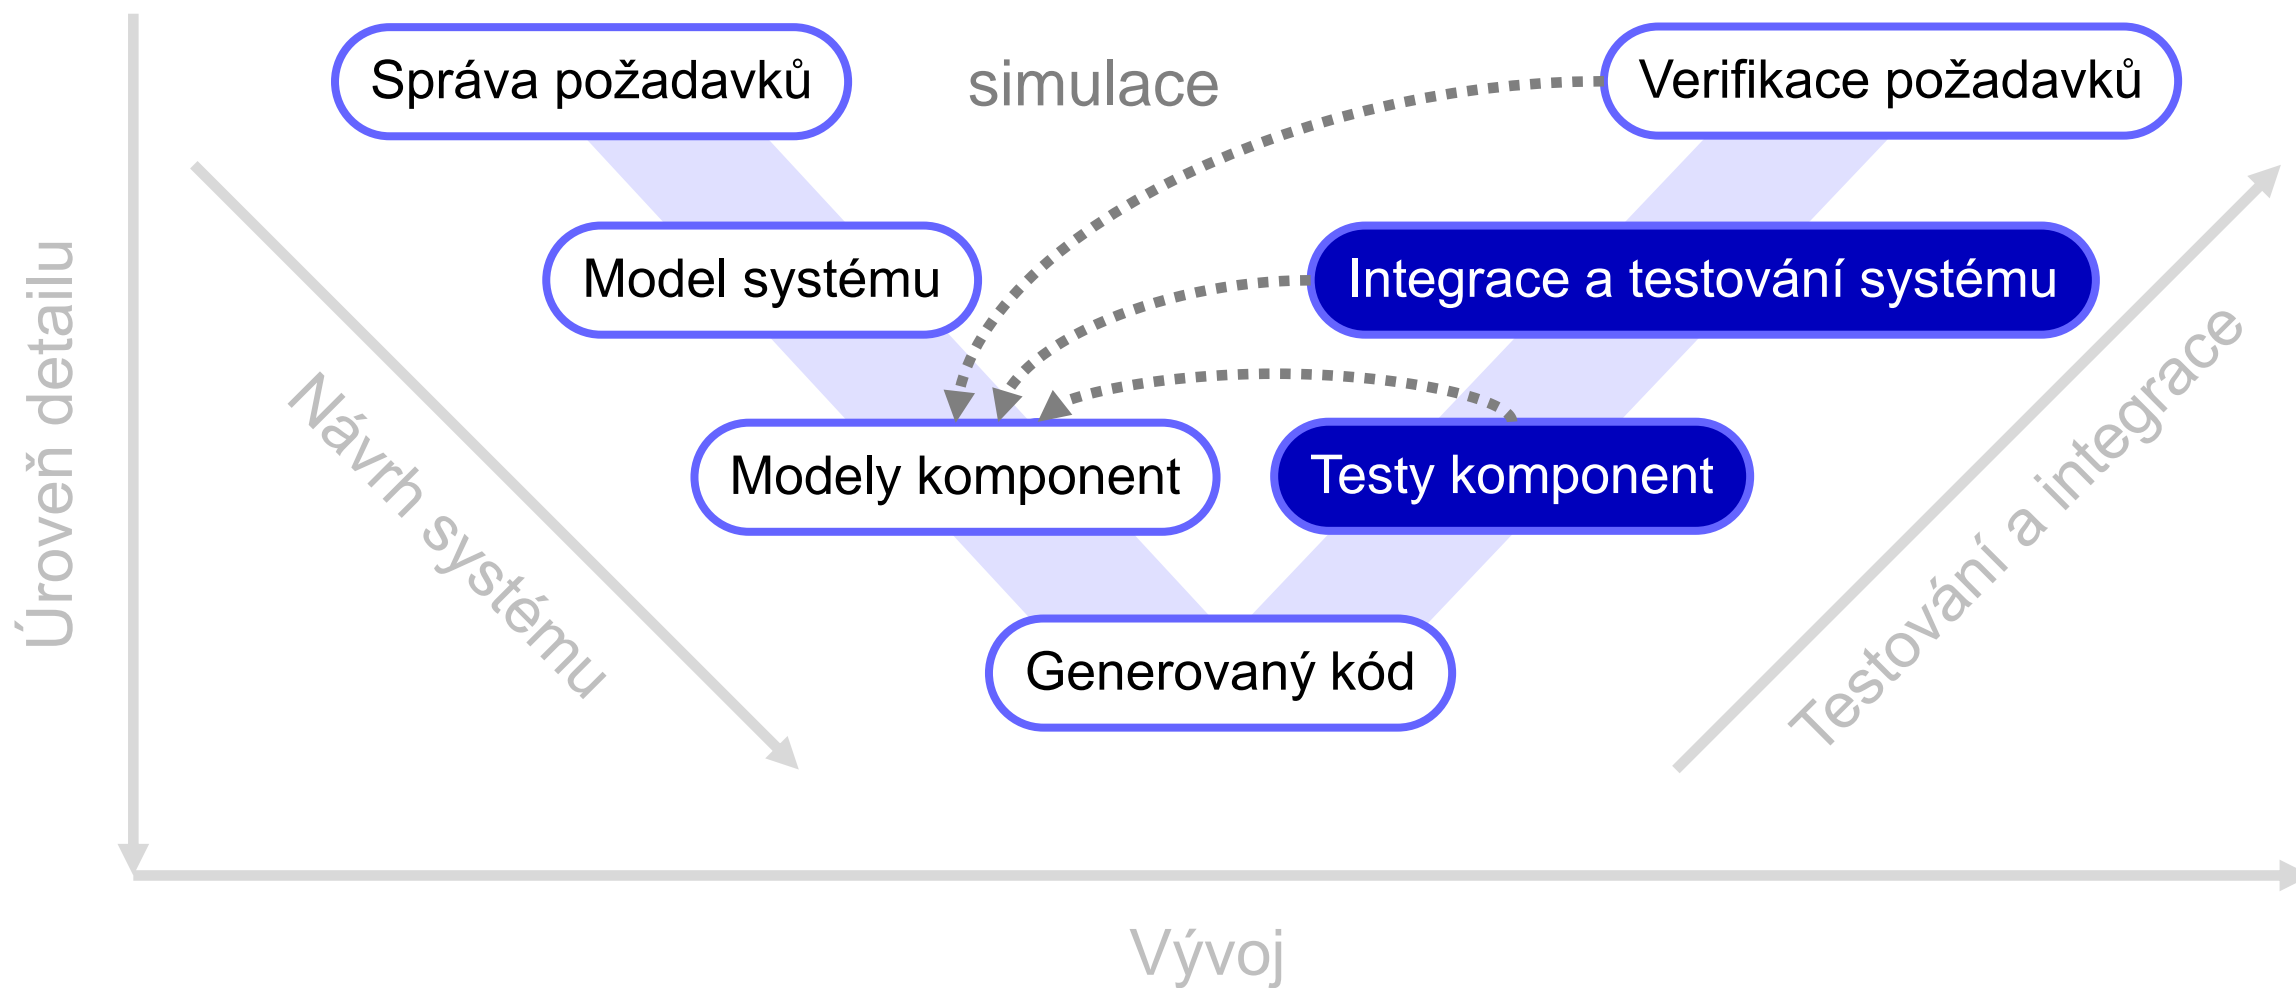 Správa požadavků
simulace
Verifikace požadavků
Model systému
Integrace a testování systému
Modely komponent
Testy komponent
Generovaný kód
Úroveň detailu
Návrh systému
Testování a integrace
Vývoj